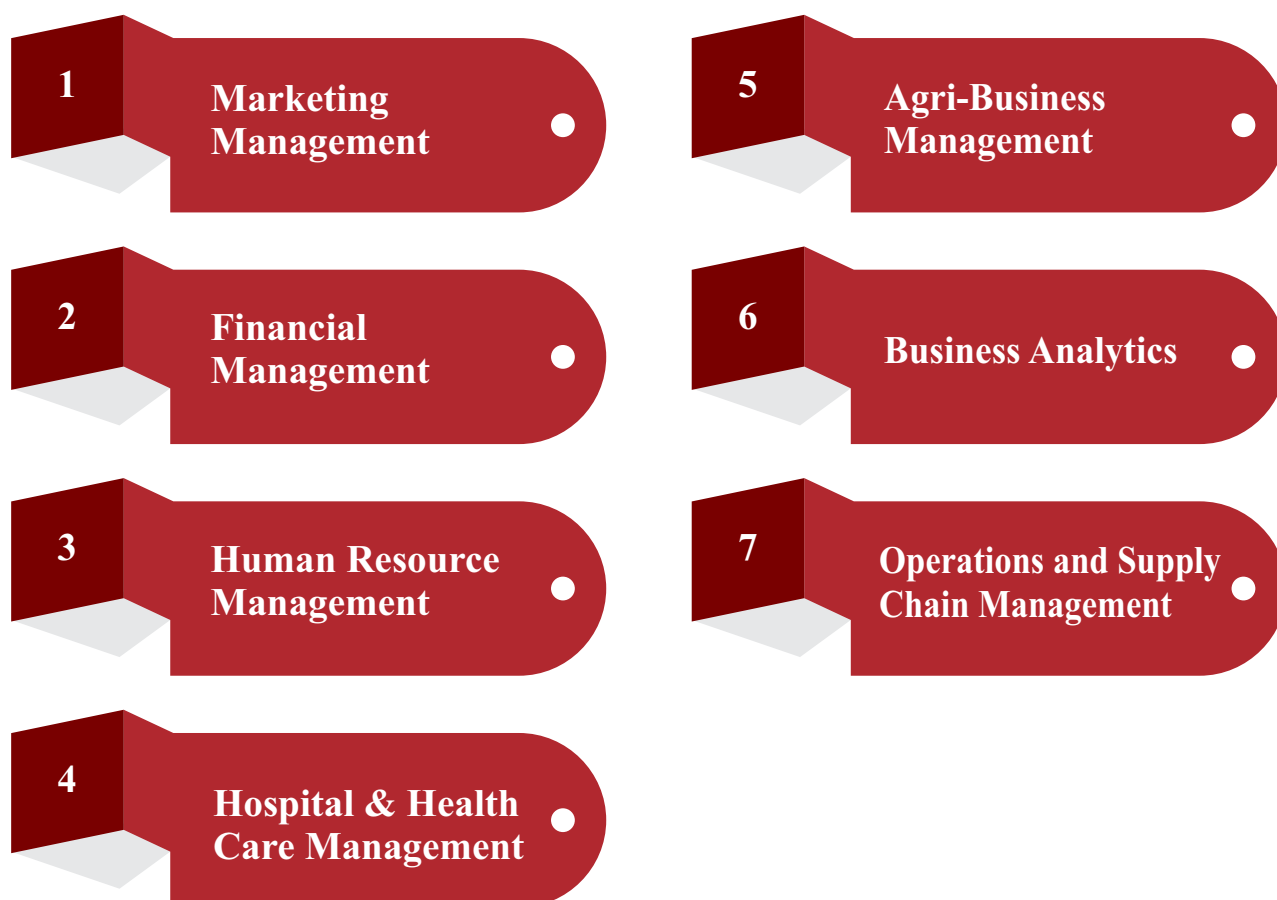 1
Marketing
Management
2
Financial
Management
3
Human Resource
Management
4
Hospital & Health
Care Management
5
Agri-Business
Management
6
Business Analytics
7
Operations and Supply
Chain Management